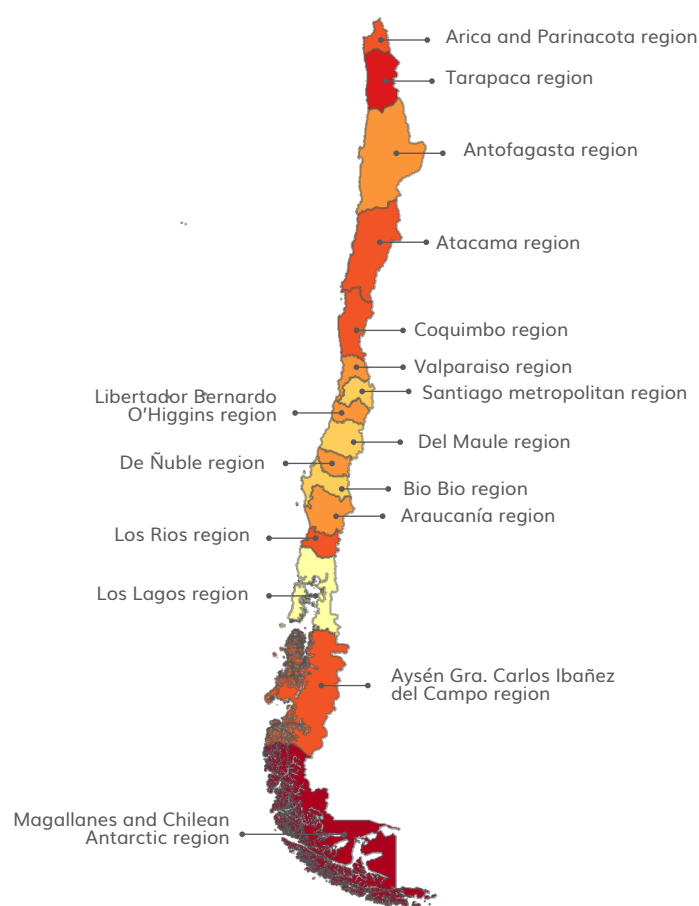 Arica and Parinacota region
Tarapaca region
Antofagasta region
Atacama region
Coquimbo region
Valparaiso region
Santiago metropolitan region
Libertador Bernardo
O'Higgins region
Del Maule region
De Ñuble region
Bio Bio region
Araucanía region
Los Rios region
Los Lagos region
Aysén Gra. Carlos Ibañez
del Campo region
Magallanes and Chilean
Antarctic region